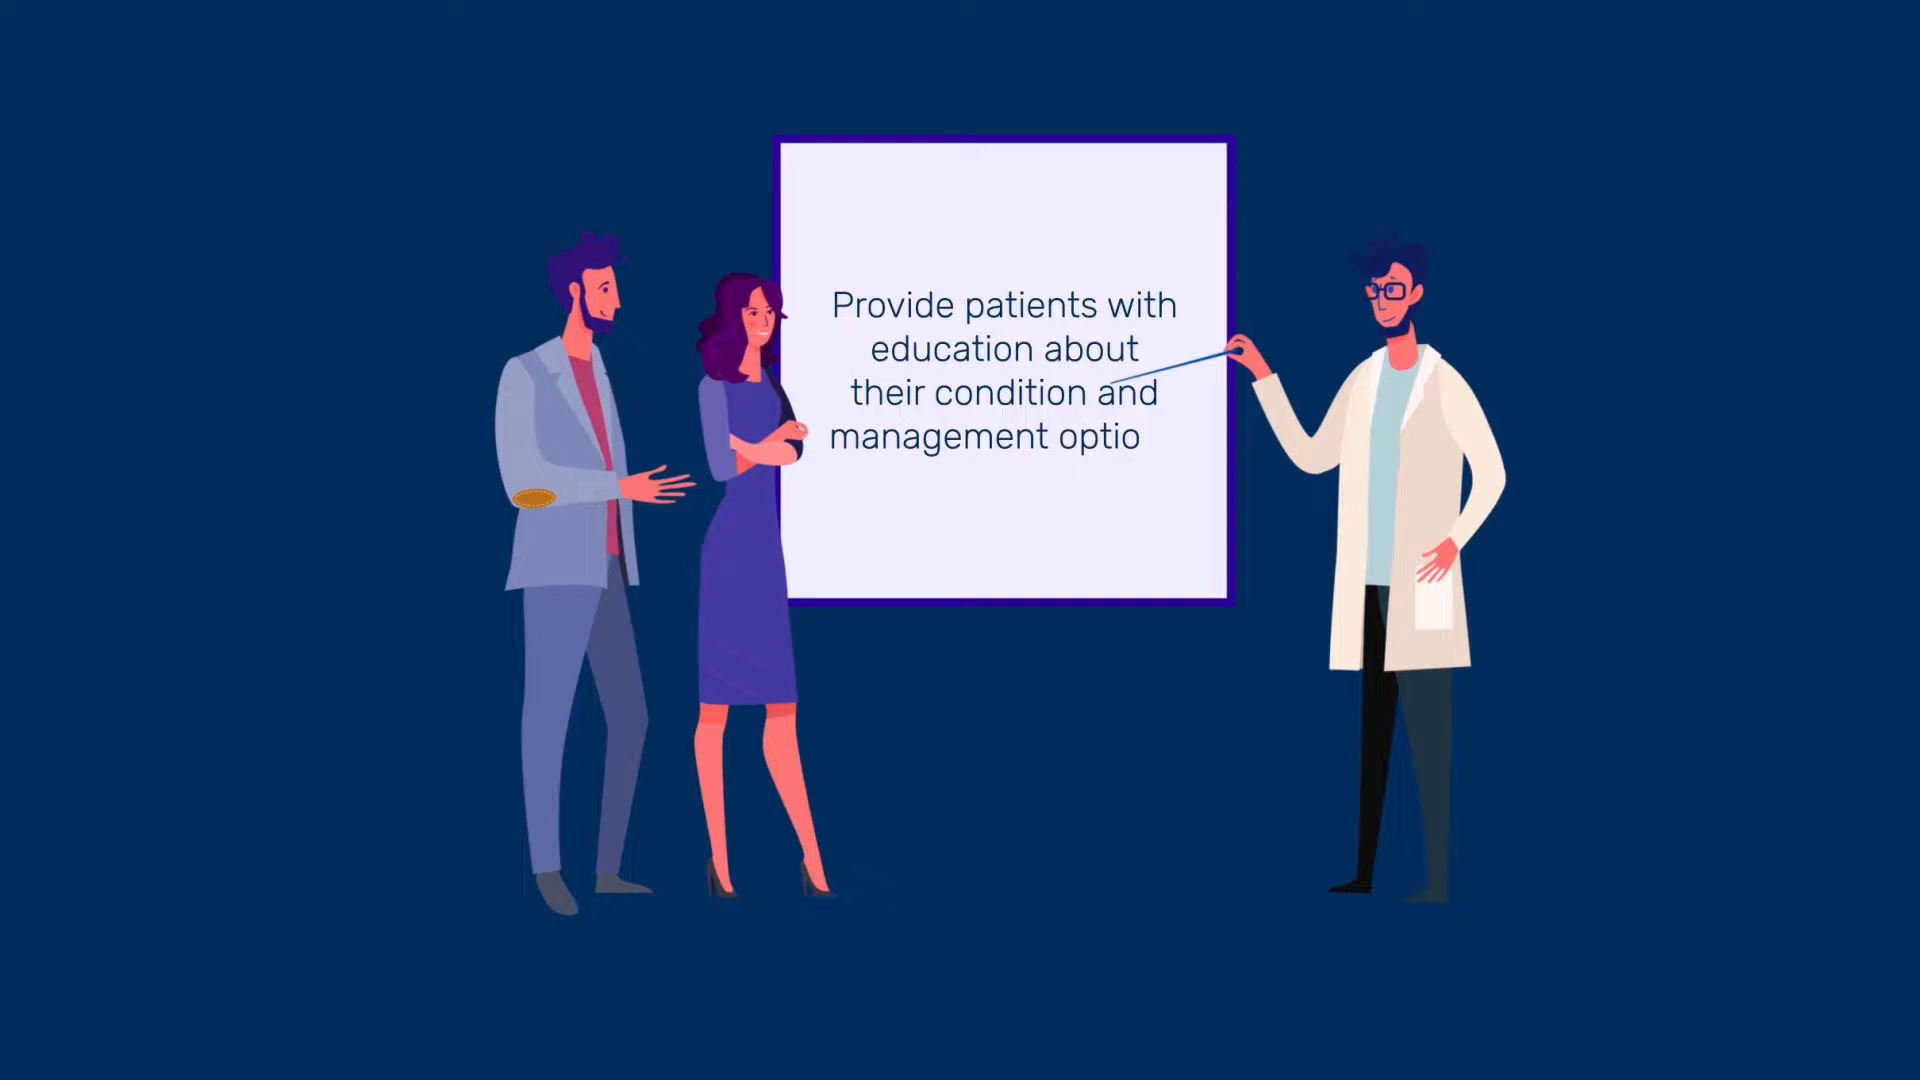 Provide patients with
education about
their condition and
management optio